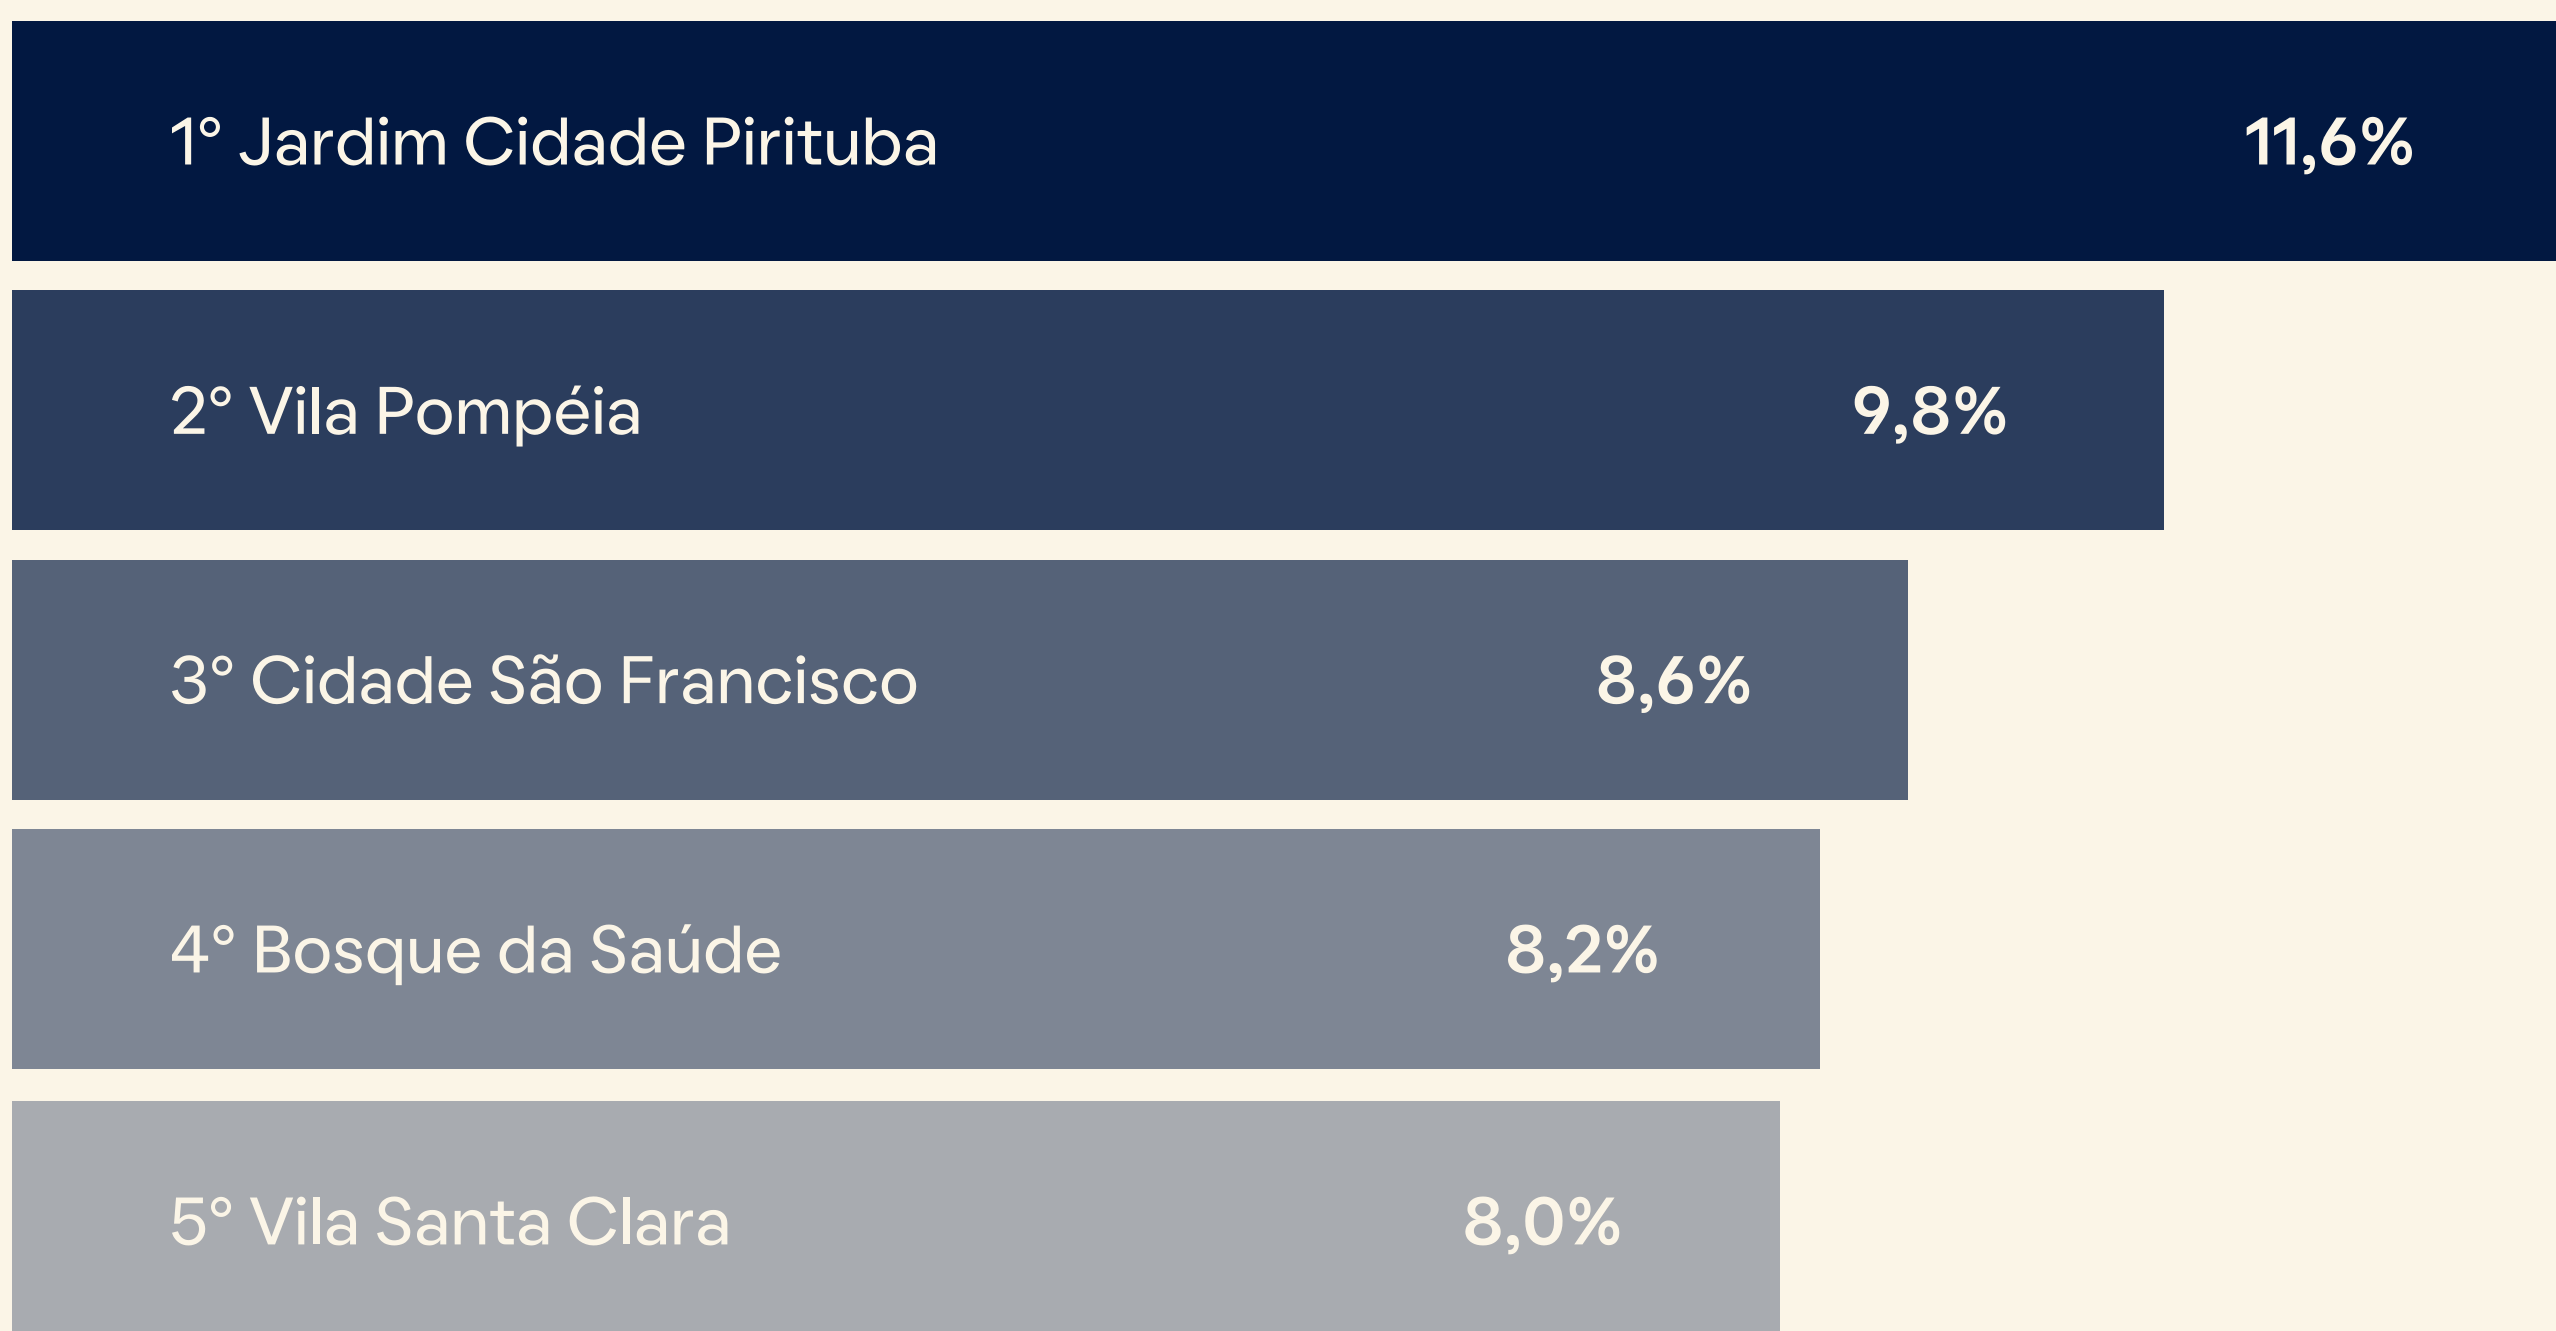 1° Jardim Cidade Pirituba 11,6%
2° Vila Pompéia 9,8%
3° Cidade São Francisco 8,6%
4° Bosque da Saúde 8,2%
5° Vila Santa Clara 8,0%